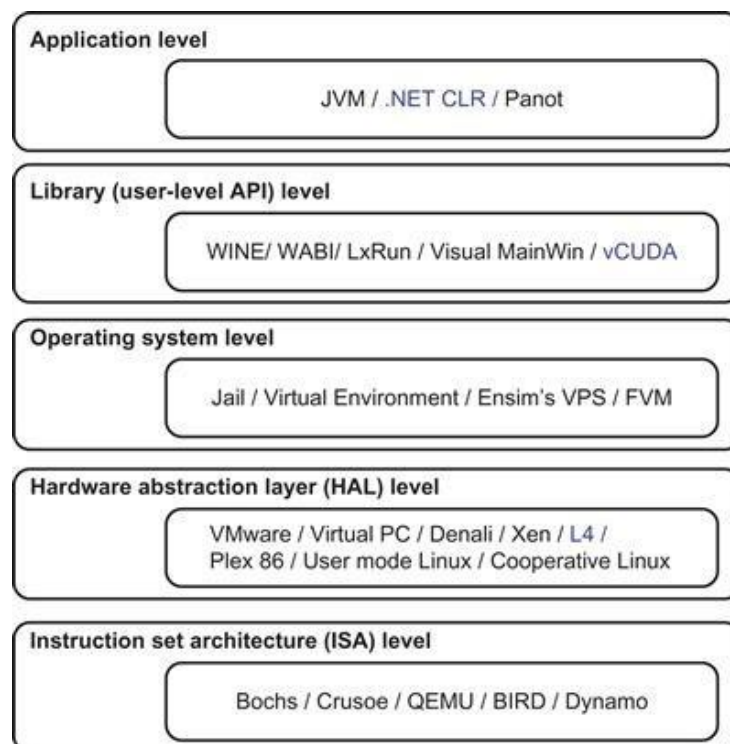 Application level
JVM / .NET CLR / Panot
Library (user-level API) level
WINE/ WABI/ LxRun / Visual MainWin / vCUDA
Operating system level
Jail / Virtual Environment / Ensim's VPS / FVM
Hardware abstraction layer (HAL) level
VMware / Virtual PC / Denali / Xen / L4 /
Plex 86 / User mode Linux / Cooperative Linux
Instruction set architecture (ISA) level
Bochs / Crusoe / QEMU / BIRD / Dynamo